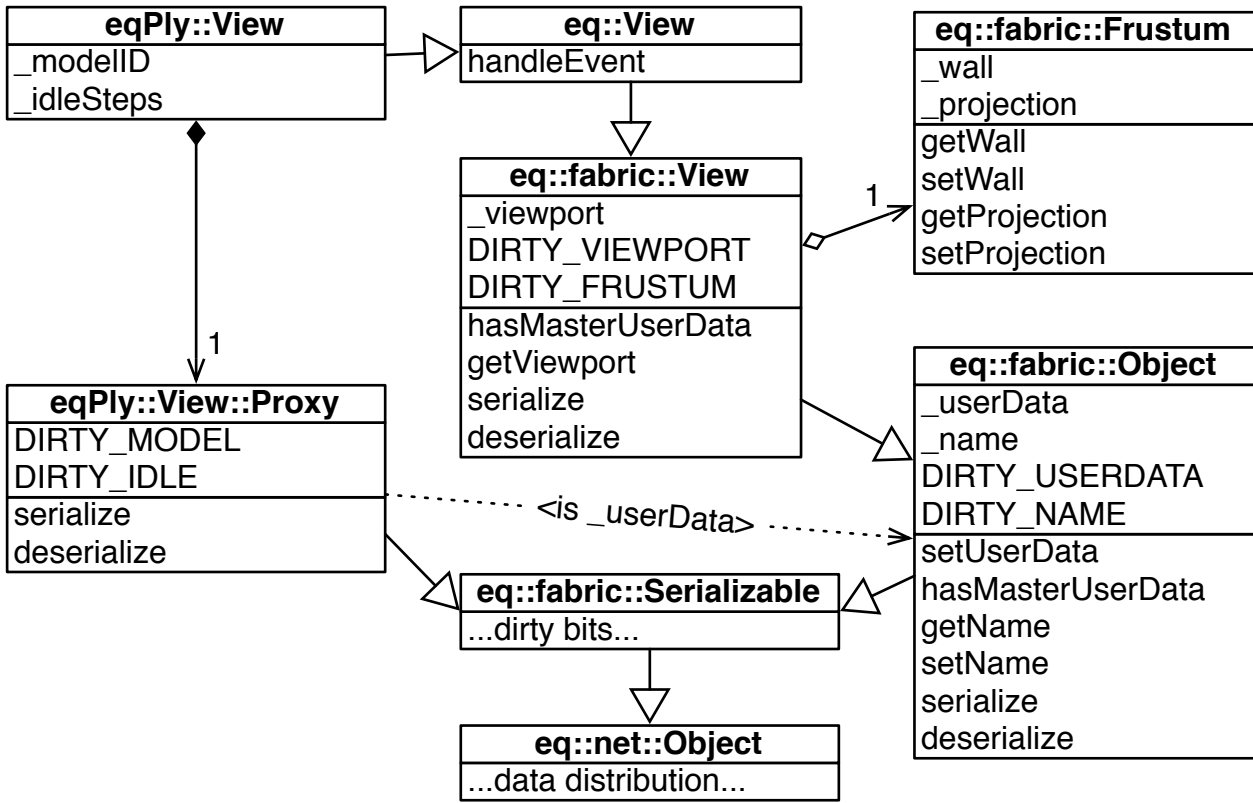 eqPly::View
_modelID
_idleSteps
eq::View
handleEvent
eq::fabric::Frustum
_wall
_projection
getWall
setWall
getProjection
setProjection
eq::fabric::View
_viewport
DIRTY_VIEWPORT
DIRTY_FRUSTUM
hasMasterUserData
getViewport
serialize
deserialize
1
1
eqPly::View::Proxy
DIRTY_MODEL
DIRTY_IDLE
serialize
deserialize
<is _userData>
eq::fabric::Object
_userData
_name
DIRTY_USERDATA
DIRTY_NAME
setUserData
hasMasterUserData
getName
setName
serialize
deserialize
eq::fabric::Serializable
...dirty bits...
eq::net::Object
...data distribution...